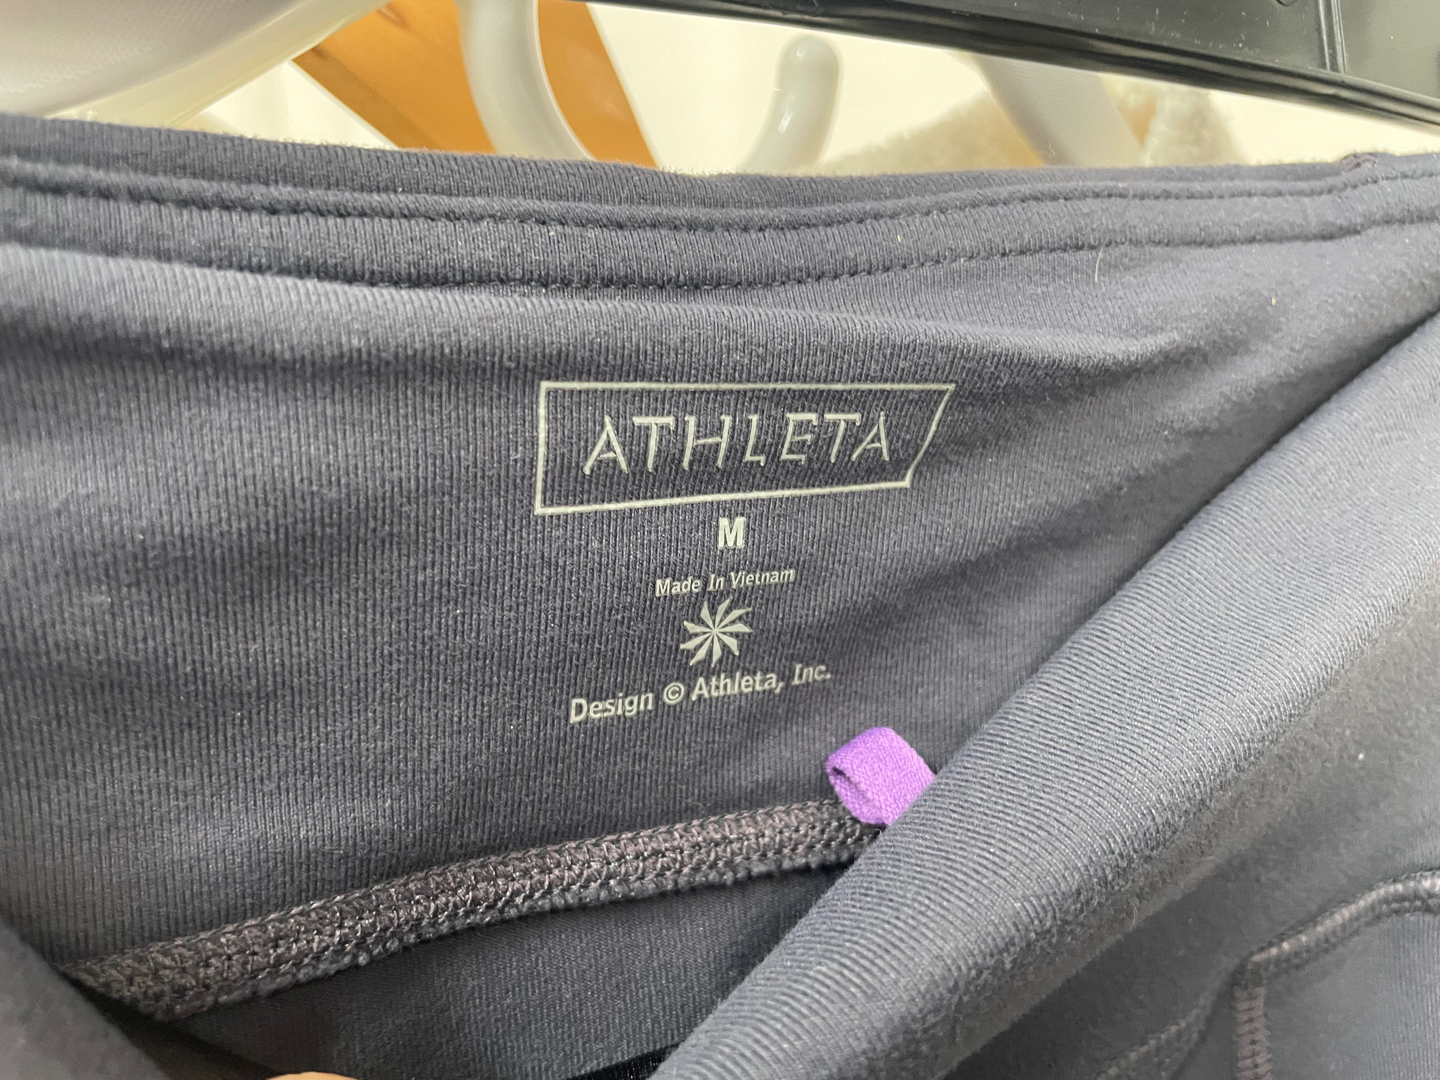 ATHLETA
M
Made In Vietnam
Design © Athleta, Inc.